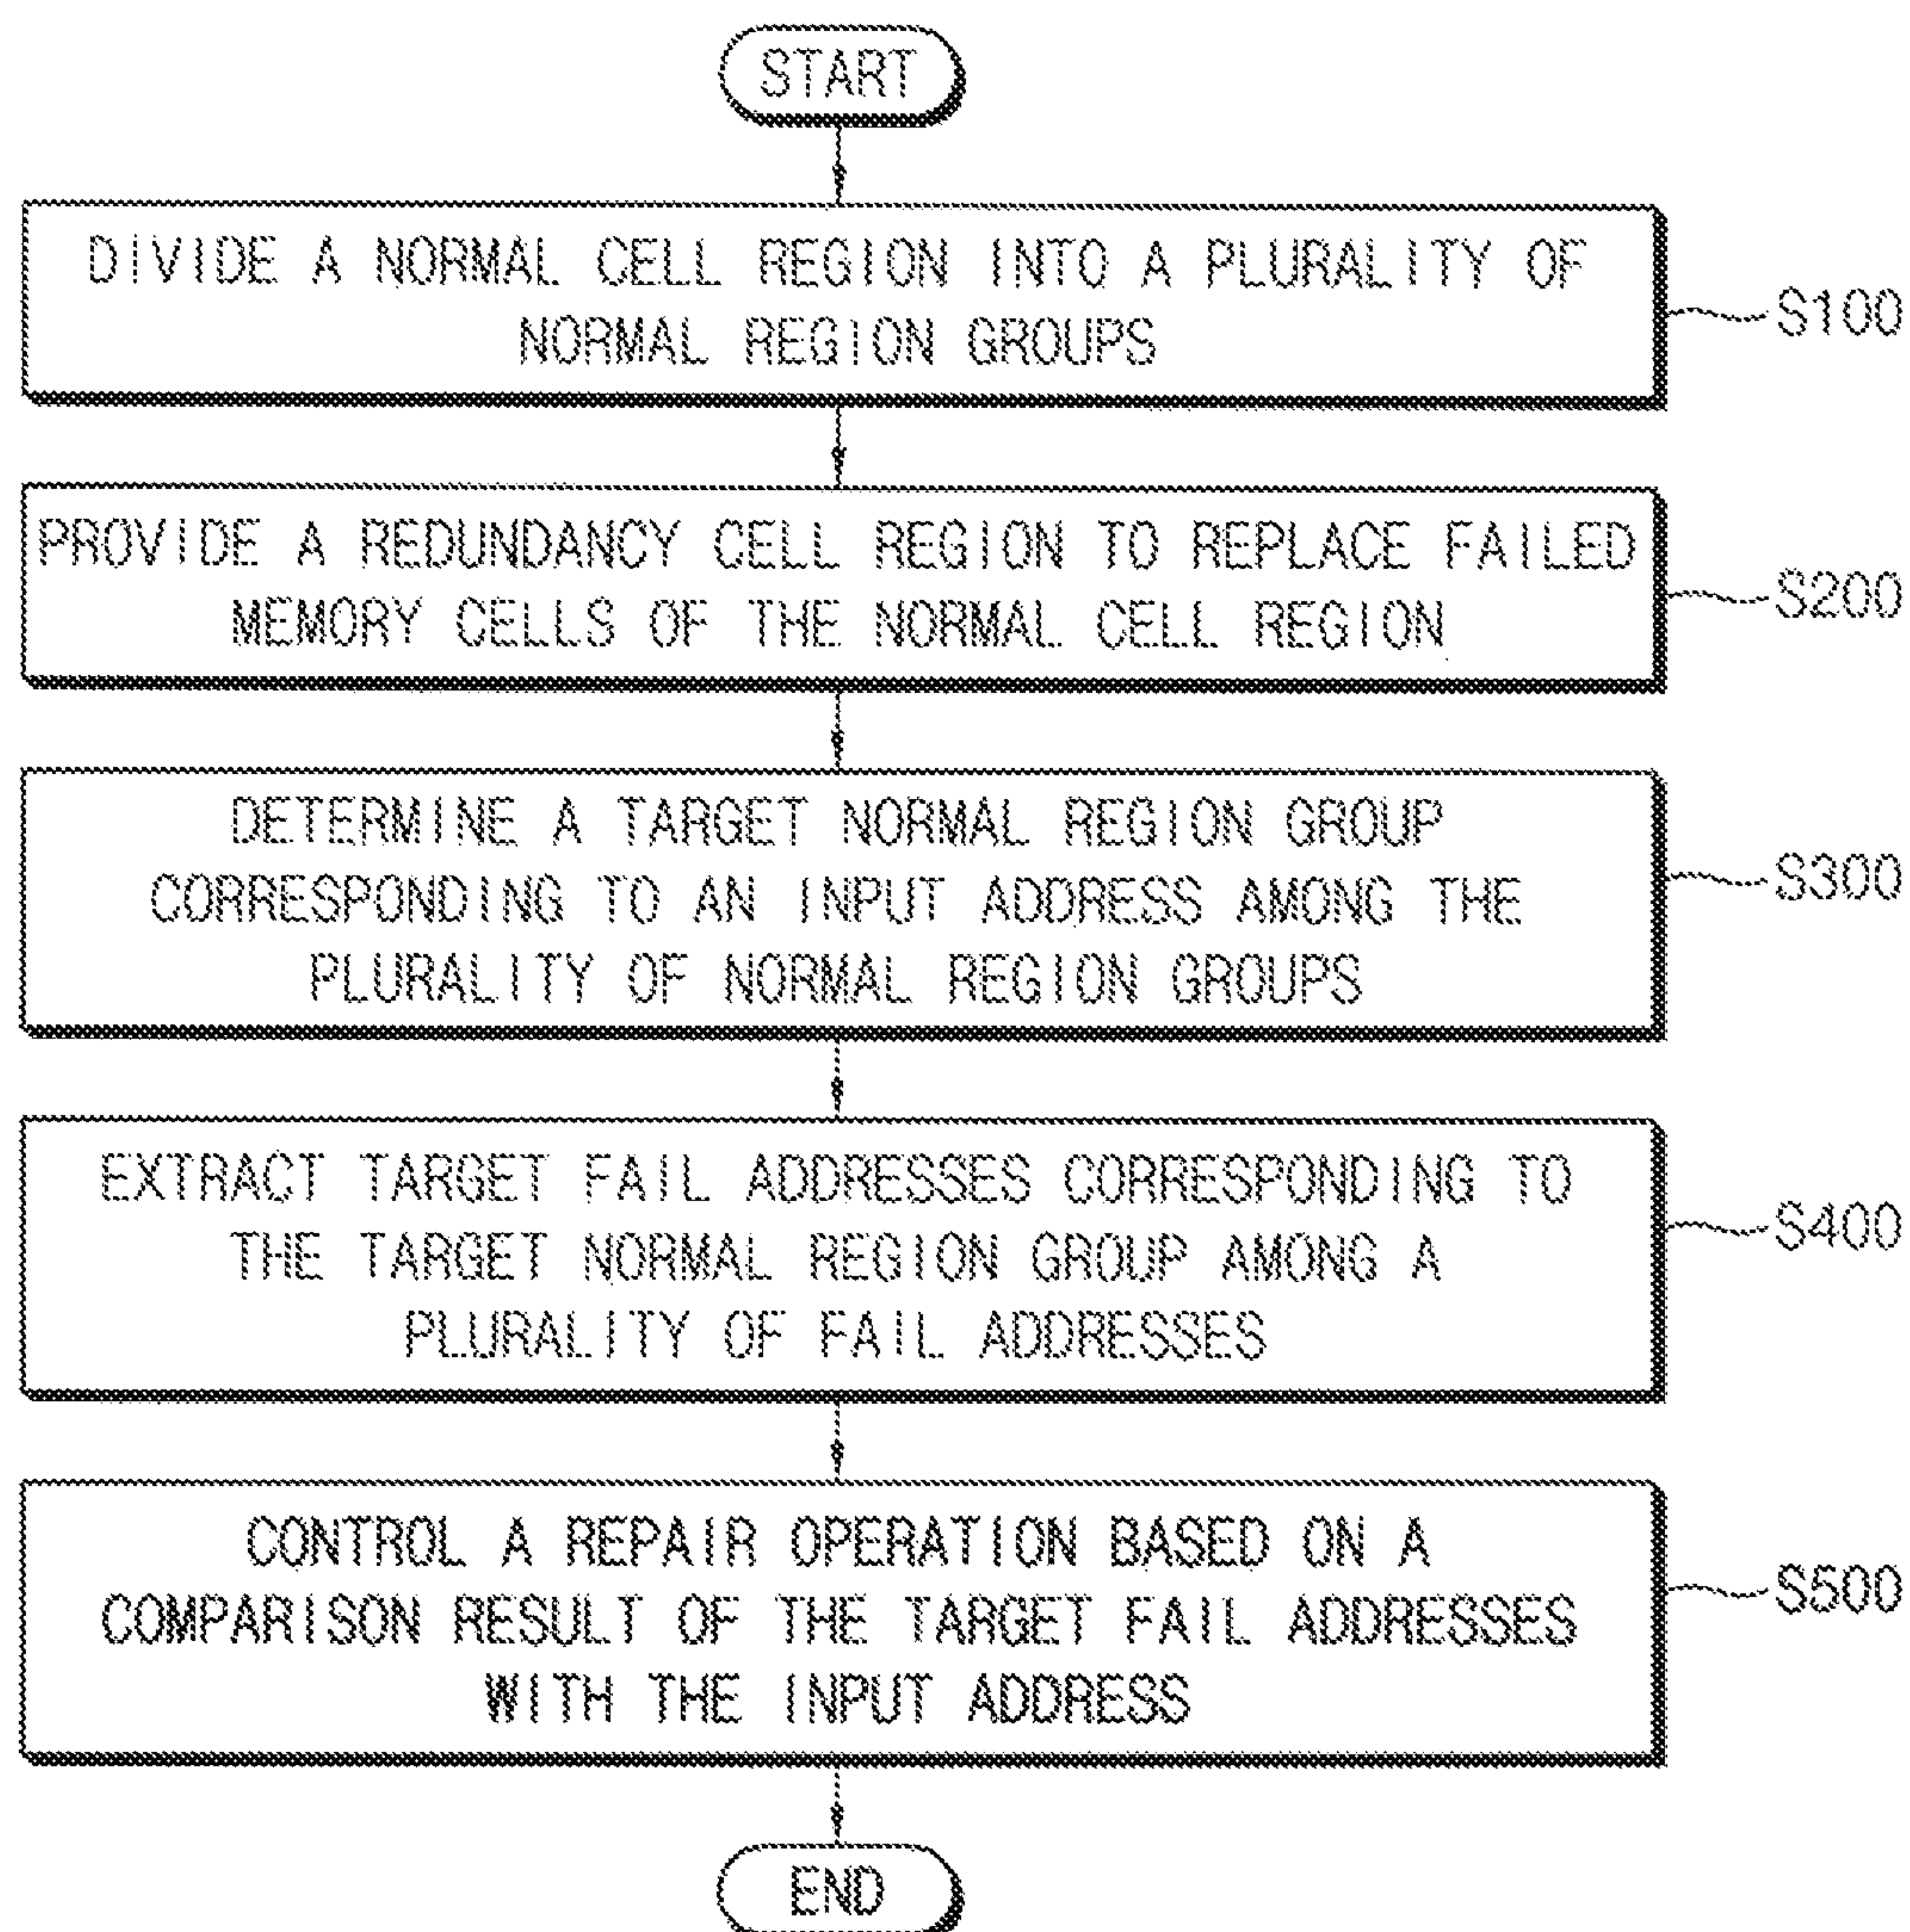 START
DIVIDE A NORMAL CELL REGION INTO A PLURALITY OF
NORMAL REGION GROUPS
S100
PROVIDE A REDUNDANCY CELL REGION TO REPLACE FAILED
MEMORY CELLS OF THE NORMAL CELL REGION
S200
DETERMINE A TARGET NORMAL REGION GROUP
CORRESPONDING TO AN INPUT ADDRESS AMONG THE
PLURALITY OF NORMAL REGION GROUPS
S300
EXTRACT TARGET FAIL ADDRESSES CORRESPONDING TO
THE TARGET NORMAL REGION GROUP AMONG A
PLURALITY OF FAIL ADDRESSES
S400
CONTROL A REPAIR OPERATION BASED ON A
COMPARISON RESULT OF THE TARGET FAIL ADDRESSES
WITH THE INPUT ADDRESS
S500
END